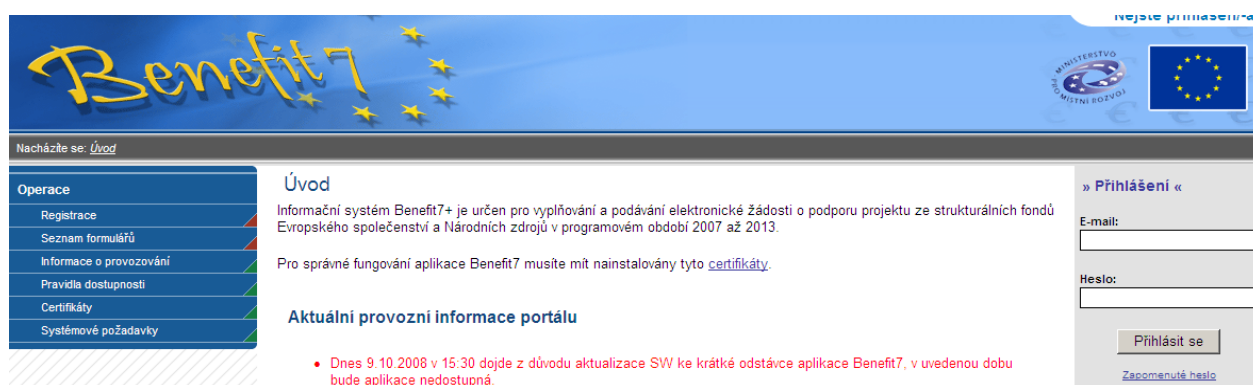 Nejste přihlášen/-a
Benefit7
MINISTERSTVO
PRO MÍSTNÍ ROZVOJ
Nacházíte se: Úvod
Operace
Registrace
Seznam formulářů
Informace o provozování
Pravidla dostupnosti
Certifikáty
Systémové požadavky
Úvod
Informační systém Benefit7+ je určen pro vyplňování a podávání elektronické žádosti o podporu projektu ze strukturálních fondů
Evropského společenství a Národních zdrojů v programovém období 2007 až 2013.
Pro správné fungování aplikace Benefit7 musíte mít nainstalovány tyto certifikáty.
Aktuální provozní informace portálu
Dnes 9.10.2008 v 15:30 dojde z důvodu aktualizace SW ke krátké odstávce aplikace Benefit7, v uvedenou dobu
bude aplikace nedostupná.
» Přihlášení «
E-mail:
Heslo:
Přihlásit se
Zapomenuté heslo